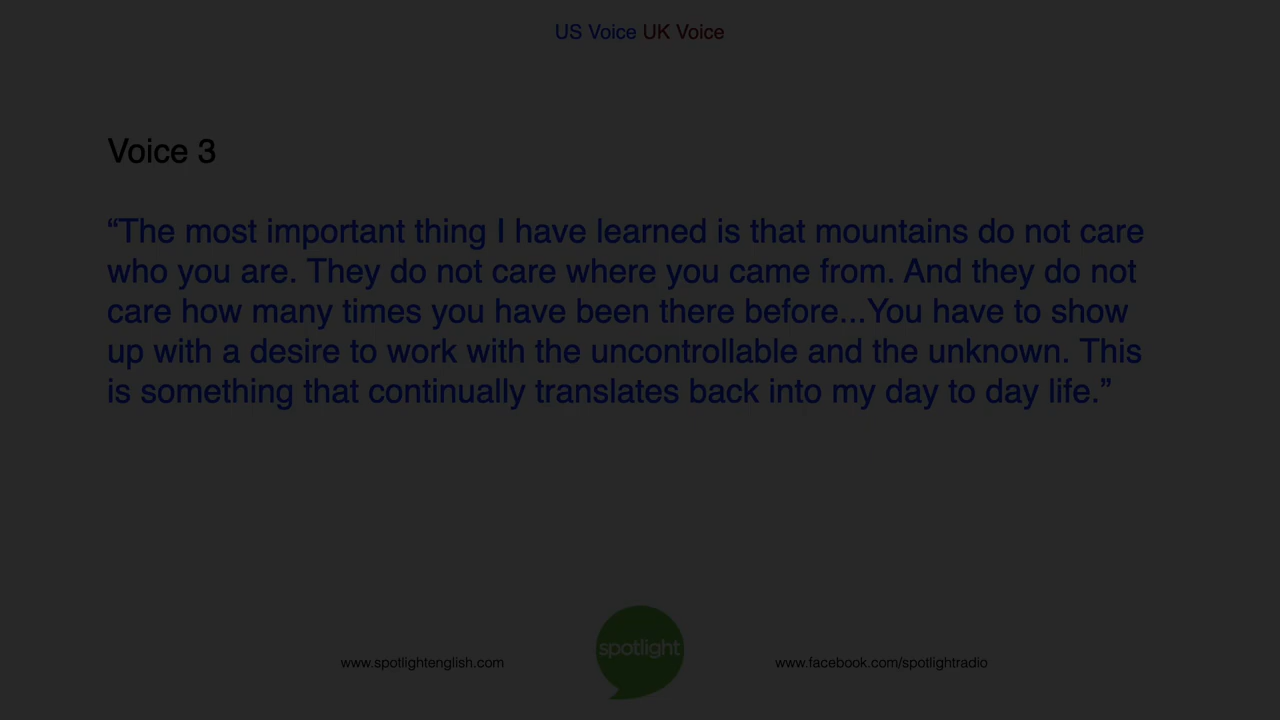 US Voice UK Voice
Voice 3
“The most important thing I have learned is that mountains do not care
who you are. They do not care where you came from. And they do not
care how many times you have been there before...You have to show
up with a desire to work with the uncontrollable and the unknown. This
is something that continually translates back into my day to day life.”
spotlight
www.spotlightenglish.com
www.facebook.com/spotlightradio